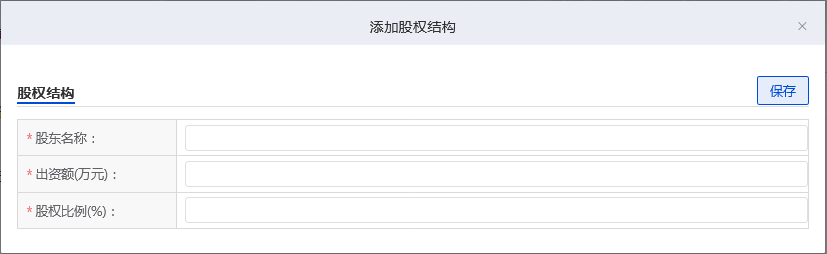 添加股权结构
×
股权结构
保存
* 股东名称：
* 出资额(万元)：
* 股权比例(%)：